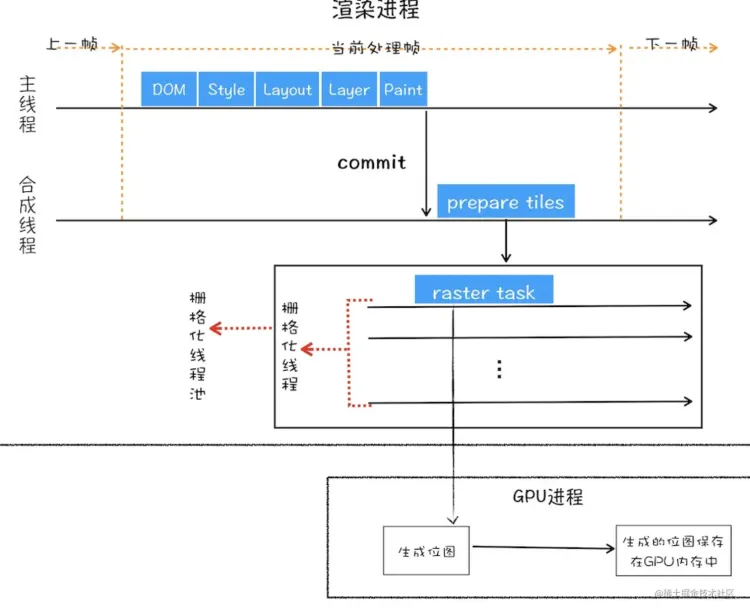 渲染进程
上一帧
当前处理帧
下一帧
主线程
DOM
Style
Layout
Layer
Paint
commit
合成线程
prepare tiles
raster task
栅格化线程池
栅格化线程
⋮
GPU进程
生成位图
生成的位图保存
在GPU内存中
@稀土掘金技术社区